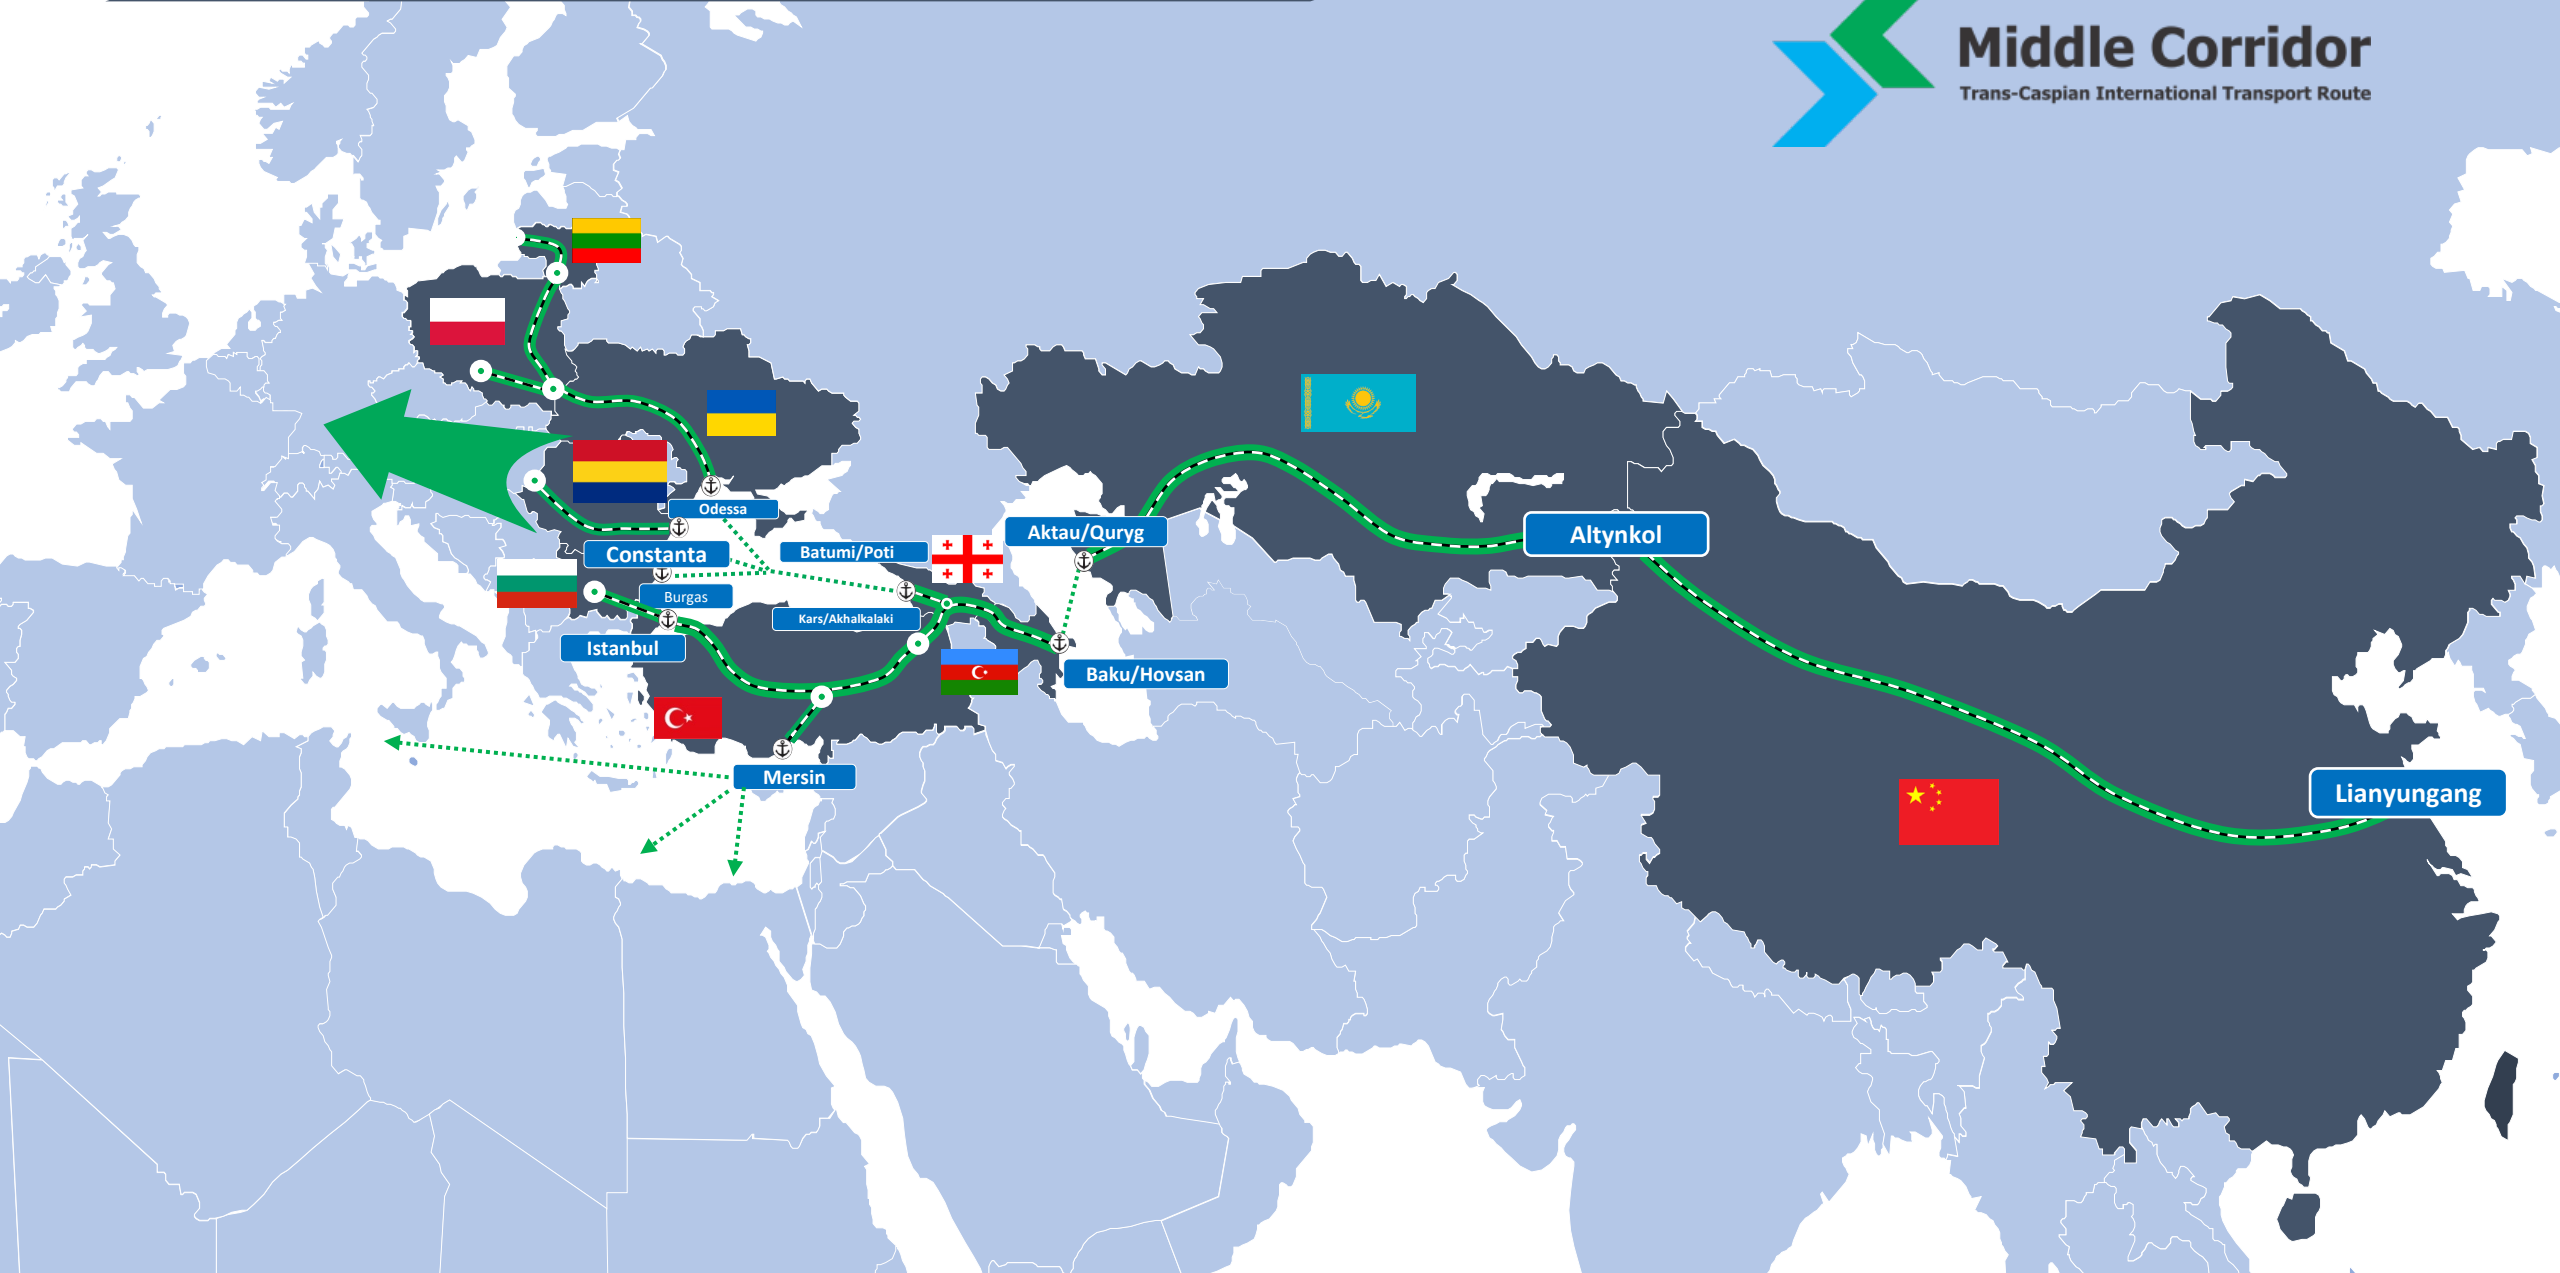 Middle Corridor
Trans-Caspian International Transport Route
Odessa
Constanta
Batumi/Poti
Aktau/Quryg
Altynkol
Burgas
Kars/Akhalkalaki
Istanbul
Baku/Hovsan
Mersin
Lianyungang